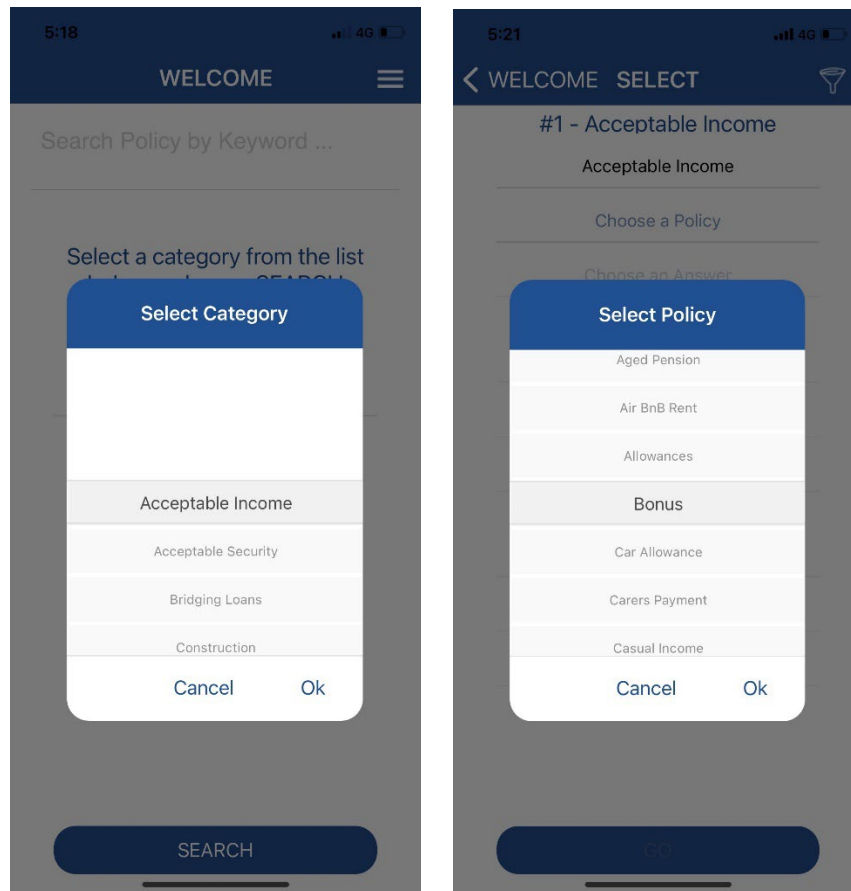 5:18
4G
WELCOME
Search Policy by Keyword ...
Select a category from the list
Select Category
Acceptable Income
Acceptable Security
Bridging Loans
Construction
Cancel Ok
SEARCH
5:21
4G
WELCOME SELECT
#1 - Acceptable Income
Acceptable Income
Choose a Policy
Choose an Answer
Select Policy
Aged Pension
Air BnB Rent
Allowances
Bonus
Car Allowance
Carers Payment
Casual Income
Cancel Ok
GO